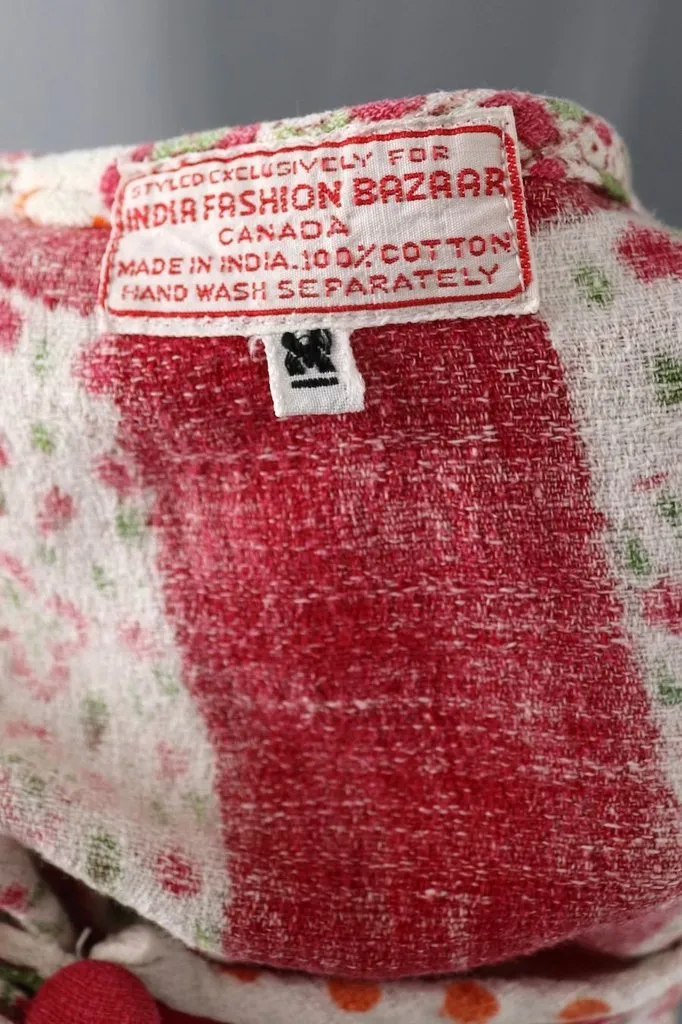 STYLED EXCLUSIVELY FOR
INDIA FASHION BAZAAR
CANADA
MADE IN INDIA. 100% COTTON
HAND WASH SEPARATELY